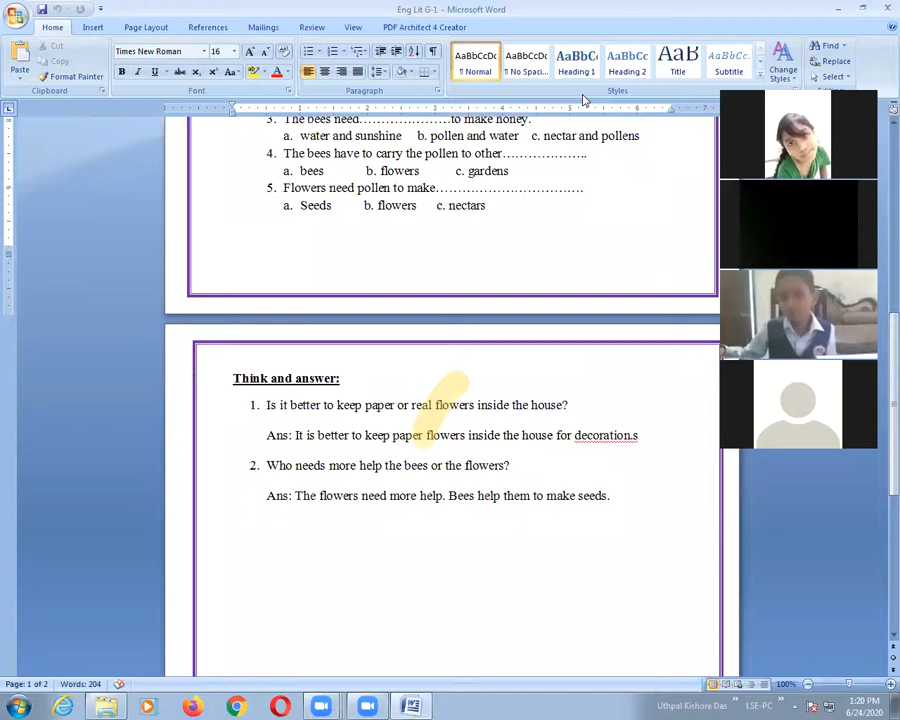 Eng Lit G-1 - Microsoft Word
Home Insert Page Layout References Mailings Review View PDF Architect 4 Creator
Paste
Cut
Copy
Format Painter
Clipboard
Times New Roman 16
Font
Paragraph
AaBbCcDc AaBbCcDc AaBbCc AaBbCc AaB AaBbCc
¶ Normal ¶ No Spaci... Heading 1 Heading 2 Title Subtitle
Change Styles
Styles
Find
Replace
Select
Editing
3. The bees need…………………to make honey.
a. water and sunshine b. pollen and water c. nectar and pollens
4. The bees have to carry the pollen to other………………..
a. bees b. flowers c. gardens
5. Flowers need pollen to make……………………………
a. Seeds b. flowers c. nectars
Think and answer:
1. Is it better to keep paper or real flowers inside the house?
Ans: It is better to keep paper flowers inside the house for decoration.s
2. Who needs more help the bees or the flowers?
Ans: The flowers need more help. Bees help them to make seeds.
Page: 1 of 2 Words: 204 100%
Uthpal Kishore Das LSE-PC 1:20 PM
6/24/2020